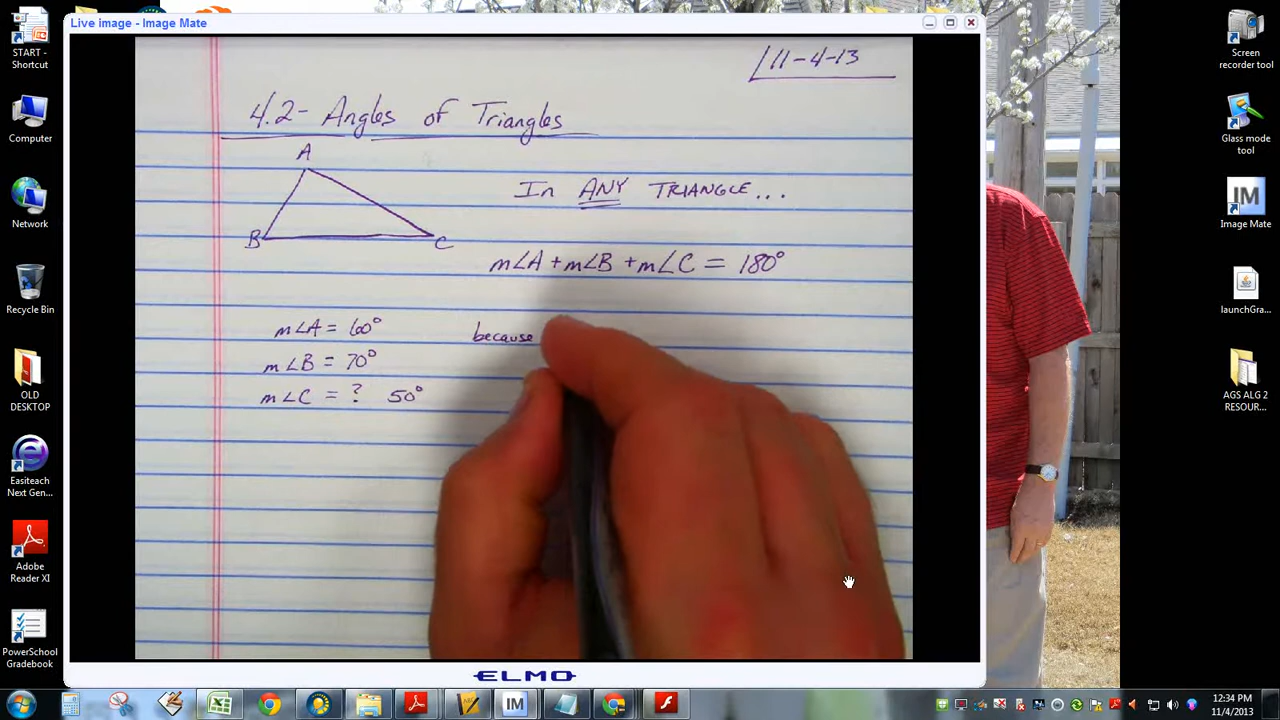 Live image - Image Mate
START -
Shortcut
Computer
Network
Recycle Bin
OLD
DESKTOP
Easiteach
Next Gen...
Adobe
Reader XI
PowerSchool
Gradebook
11-4-13
4.2 - Angles of Triangles
A
B
C
In ANY TRIANGLE...
m∠A + m∠B + m∠C = 180°
m∠A = 60°
because
m∠B = 70°
m∠C = ? 50°
ELMO
Screen
recorder tool
Glass mode
tool
IM
Image Mate
launchGra...
AGS ALG 2
RESOUR...
IM
12:34 PM
11/4/2013